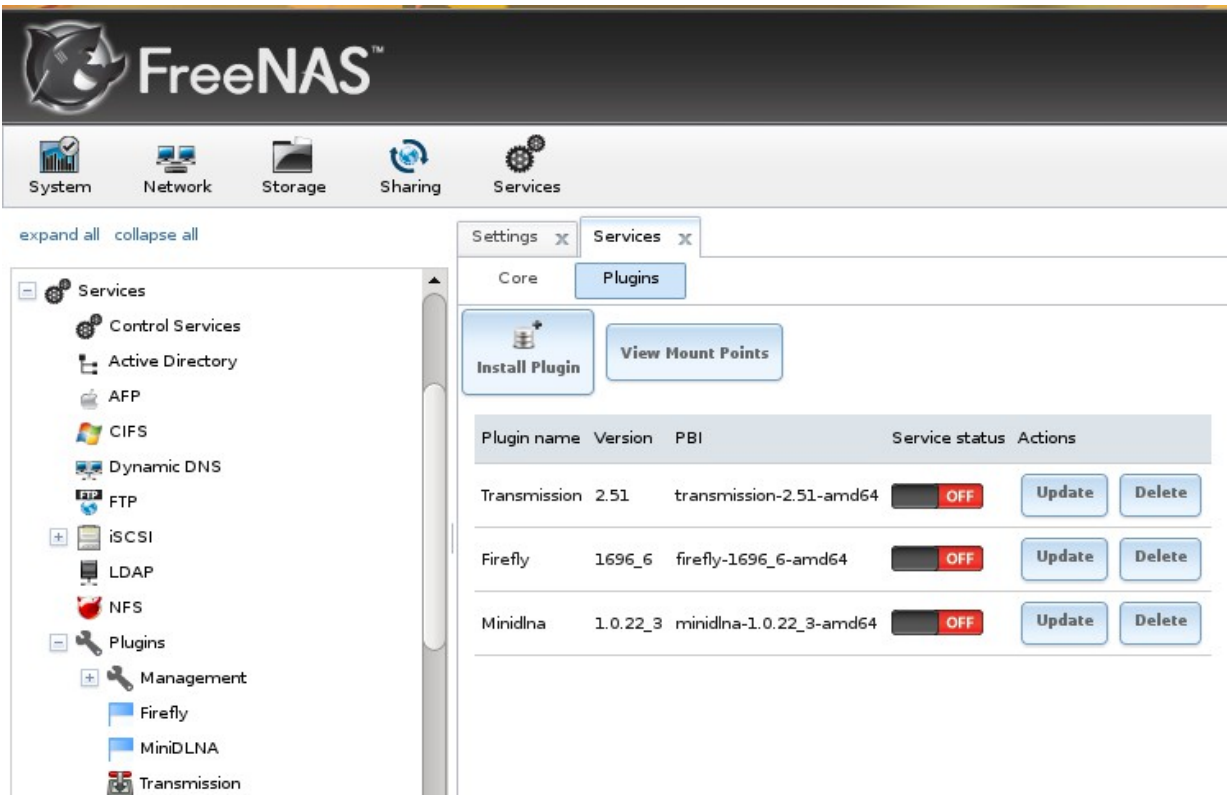 FreeNAS™
System Network Storage Sharing Services
expand all collapse all
Settings x Services x
Core Plugins
Services
Control Services
Active Directory
AFP
CIFS
Dynamic DNS
FTP
FTP
iSCSI
LDAP
NFS
Plugins
Management
Firefly
MiniDLNA
Transmission
Install Plugin View Mount Points
Plugin name Version PBI Service status Actions
Transmission 2.51 transmission-2.51-amd64 OFF Update Delete
Firefly 1696_6 firefly-1696_6-amd64 OFF Update Delete
Minidlna 1.0.22_3 minidlna-1.0.22_3-amd64 OFF Update Delete